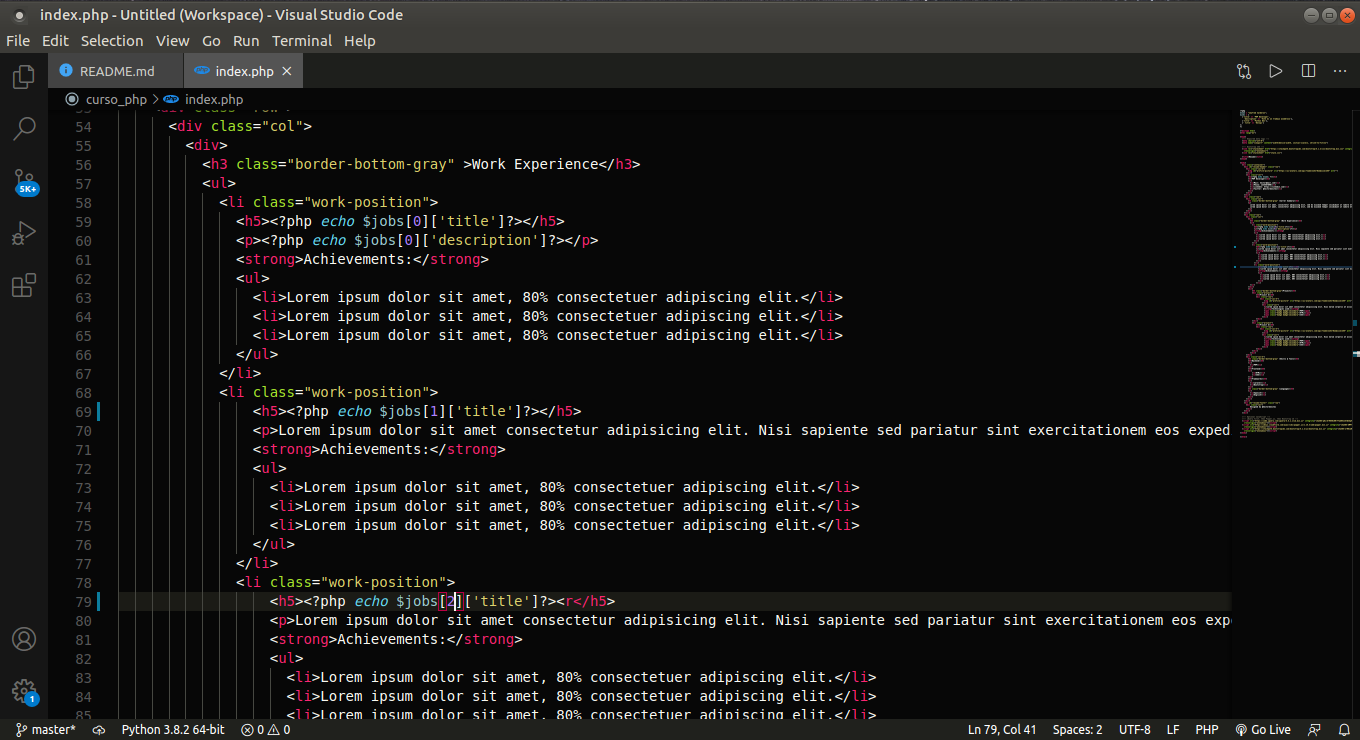 index.php - Untitled (Workspace) - Visual Studio Code
File Edit Selection View Go Run Terminal Help
README.md index.php
curso_php > index.php
54 <div class="col">
55 <div>
56 <h3 class="border-bottom-gray" >Work Experience</h3>
57 <ul>
58 <li class="work-position">
59 <h5><?php echo $jobs[0]['title']?></h5>
60 <p><?php echo $jobs[0]['description']?></p>
61 <strong>Achievements:</strong>
62 <ul>
63 <li>Lorem ipsum dolor sit amet, 80% consectetuer adipiscing elit.</li>
64 <li>Lorem ipsum dolor sit amet, 80% consectetuer adipiscing elit.</li>
65 <li>Lorem ipsum dolor sit amet, 80% consectetuer adipiscing elit.</li>
66 </ul>
67 </li>
68 <li class="work-position">
69 <h5><?php echo $jobs[1]['title']?></h5>
70 <p>Lorem ipsum dolor sit amet consectetur adipisicing elit. Nisi sapiente sed pariatur sint exercitationem eos exped
71 <strong>Achievements:</strong>
72 <ul>
73 <li>Lorem ipsum dolor sit amet, 80% consectetuer adipiscing elit.</li>
74 <li>Lorem ipsum dolor sit amet, 80% consectetuer adipiscing elit.</li>
75 <li>Lorem ipsum dolor sit amet, 80% consectetuer adipiscing elit.</li>
76 </ul>
77 </li>
78 <li class="work-position">
79 <h5><?php echo $jobs[2]['title']?><r</h5>
80 <p>Lorem ipsum dolor sit amet consectetur adipisicing elit. Nisi sapiente sed pariatur sint exercitationem eos exp
81 <strong>Achievements:</strong>
82 <ul>
83 <li>Lorem ipsum dolor sit amet, 80% consectetuer adipiscing elit.</li>
84 <li>Lorem ipsum dolor sit amet, 80% consectetuer adipiscing elit.</li>
85 <li>Lorem ipsum dolor sit amet, 80% consectetuer adipiscing elit.</li>
5K+
1
master* Python 3.8.2 64-bit 0 0 Ln 79, Col 41 Spaces: 2 UTF-8 LF PHP Go Live